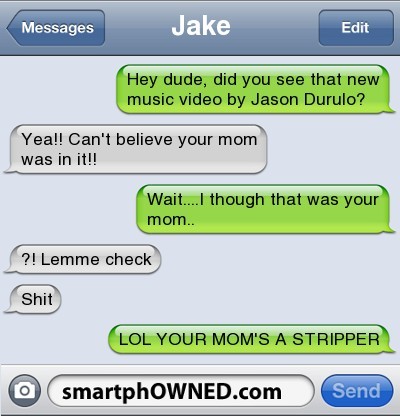 Messages
Jake
Edit
Hey dude, did you see that new
music video by Jason Durulo?
Yea!! Can't believe your mom
was in it!!
Wait....I though that was your
mom..
?! Lemme check
Shit
LOL YOUR MOM'S A STRIPPER
smartphOWNED.com
Send